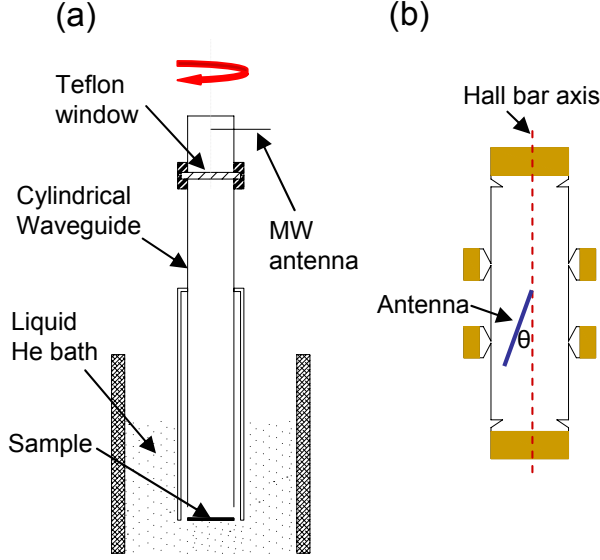 (a)
Teflon
window
Cylindrical
Waveguide
MW
antenna
Liquid
He bath
Sample
(b)
Hall bar axis
Antenna
θ